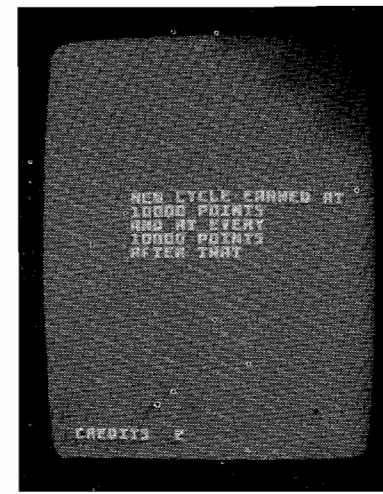 NEW CYCLE EARNED AT
10000 POINTS
AND AT EVERY
10000 POINTS
AFTER THAT
CREDITS 2